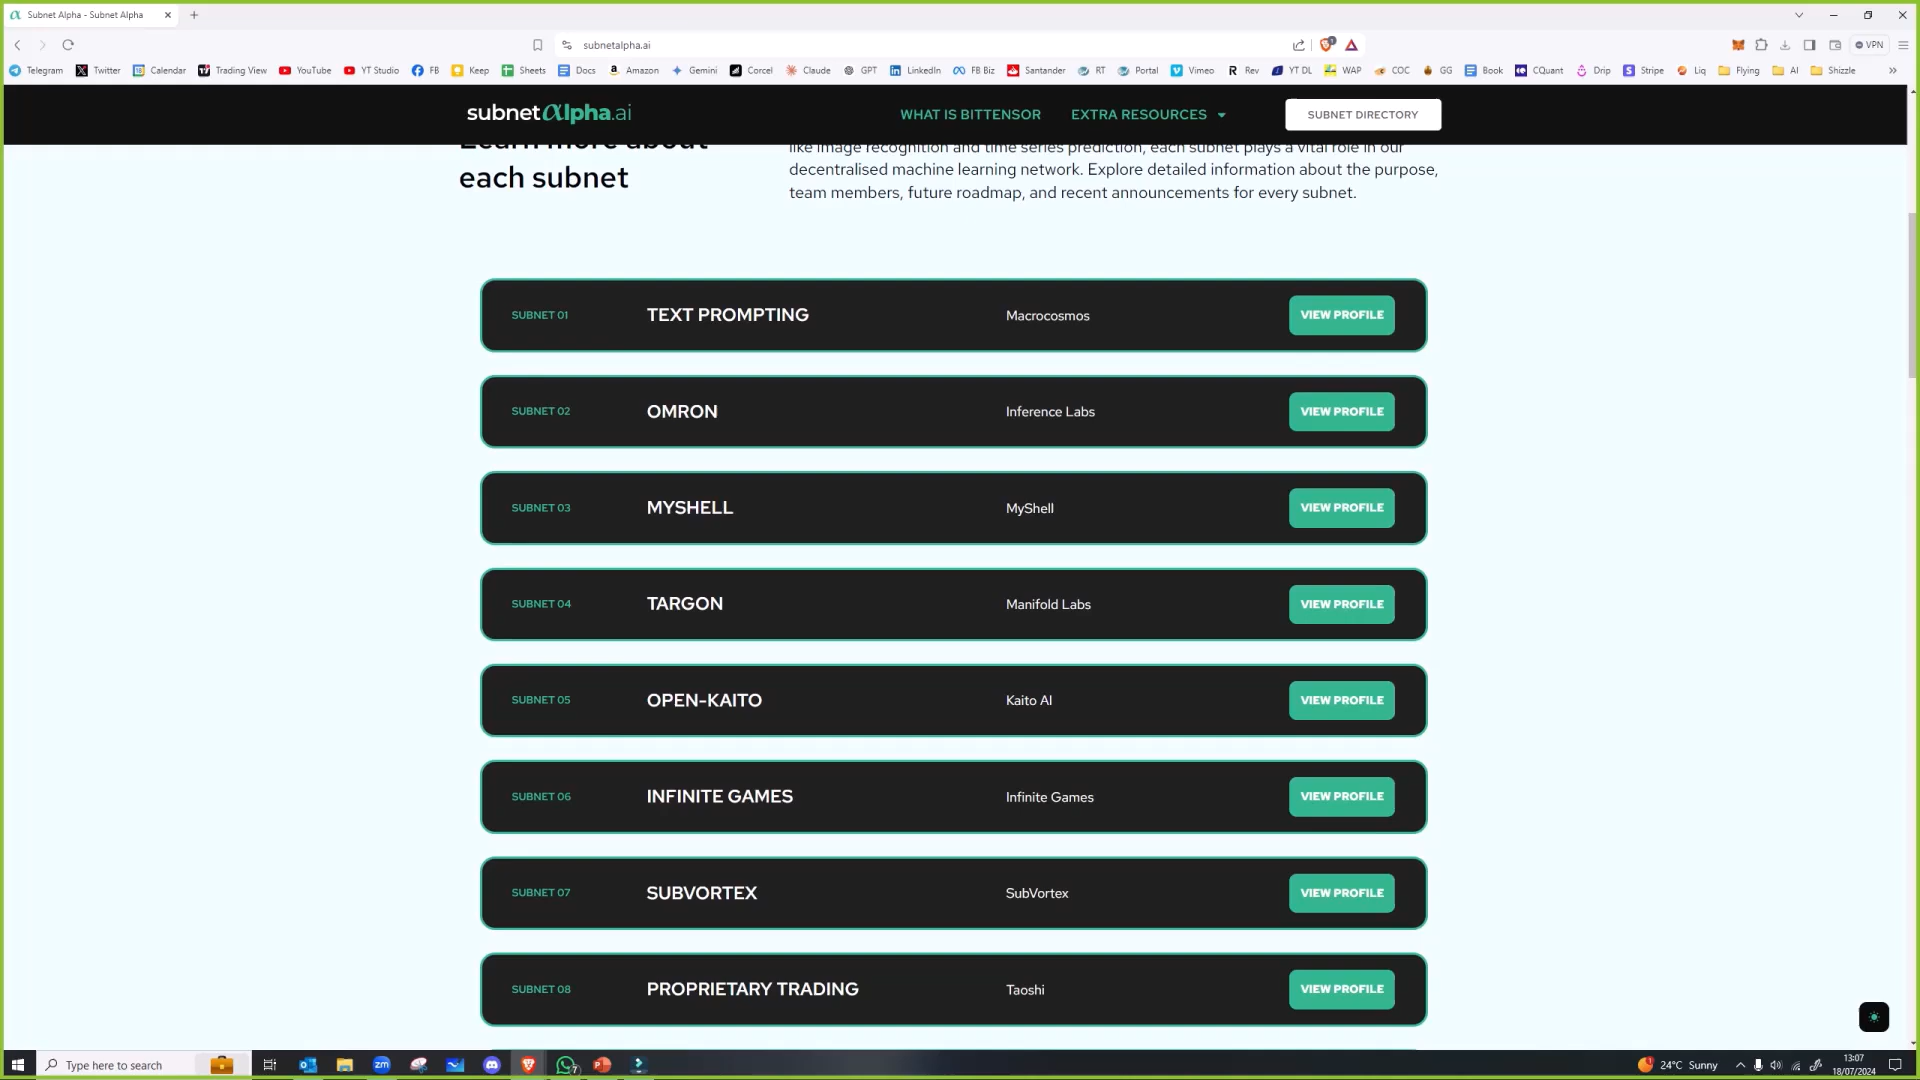 Subnet Alpha - Subnet Alpha
subnetalpha.ai
1
VPN
Telegram Twitter Calendar Trading View YouTube YT Studio FB Keep Sheets Docs Amazon Gemini Corcel Claude GPT LinkedIn FB Biz Santander RT Portal Vimeo Rev YT DL WAP COC GG Book CQuant Drip Stripe Liq Flying AI Shizzle
subnetαlpha.ai
WHAT IS BITTENSOR EXTRA RESOURCES SUBNET DIRECTORY
Learn more about
each subnet
like image recognition and time series prediction, each subnet plays a vital role in our
decentralised machine learning network. Explore detailed information about the purpose,
team members, future roadmap, and recent announcements for every subnet.
SUBNET 01 TEXT PROMPTING Macrocosmos VIEW PROFILE
SUBNET 02 OMRON Inference Labs VIEW PROFILE
SUBNET 03 MYSHELL MyShell VIEW PROFILE
SUBNET 04 TARGON Manifold Labs VIEW PROFILE
SUBNET 05 OPEN-KAITO Kaito AI VIEW PROFILE
SUBNET 06 INFINITE GAMES Infinite Games VIEW PROFILE
SUBNET 07 SUBVORTEX SubVortex VIEW PROFILE
SUBNET 08 PROPRIETARY TRADING Taoshi VIEW PROFILE
Type here to search
zm
7
24°C Sunny
13:07
18/07/2024